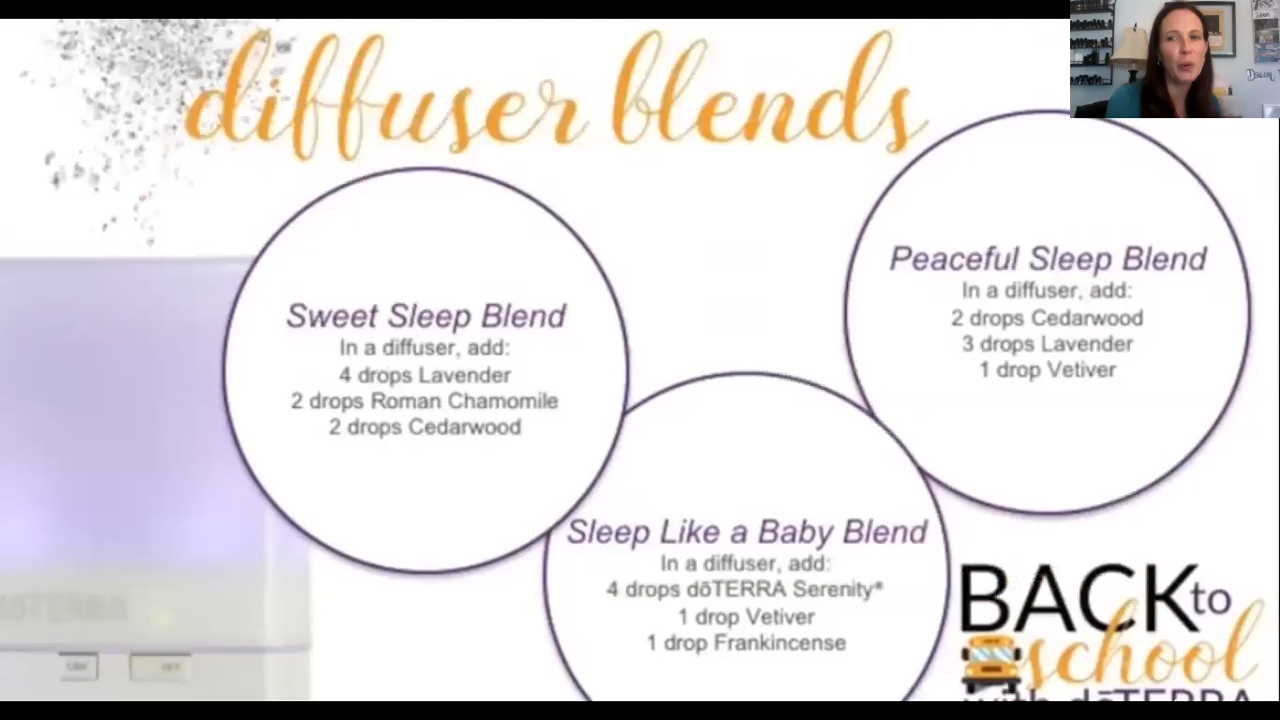 diffuser blends
Sweet Sleep Blend
In a diffuser, add:
4 drops Lavender
2 drops Roman Chamomile
2 drops Cedarwood
Peaceful Sleep Blend
In a diffuser, add:
2 drops Cedarwood
3 drops Lavender
1 drop Vetiver
Sleep Like a Baby Blend
In a diffuser, add:
4 drops dōTERRA Serenity®
1 drop Vetiver
1 drop Frankincense
BACK to
school
with dōTERRA